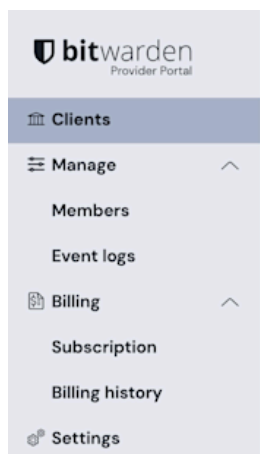 bitwarden
Provider Portal
Clients
Manage
Members
Event logs
Billing
Subscription
Billing history
Settings